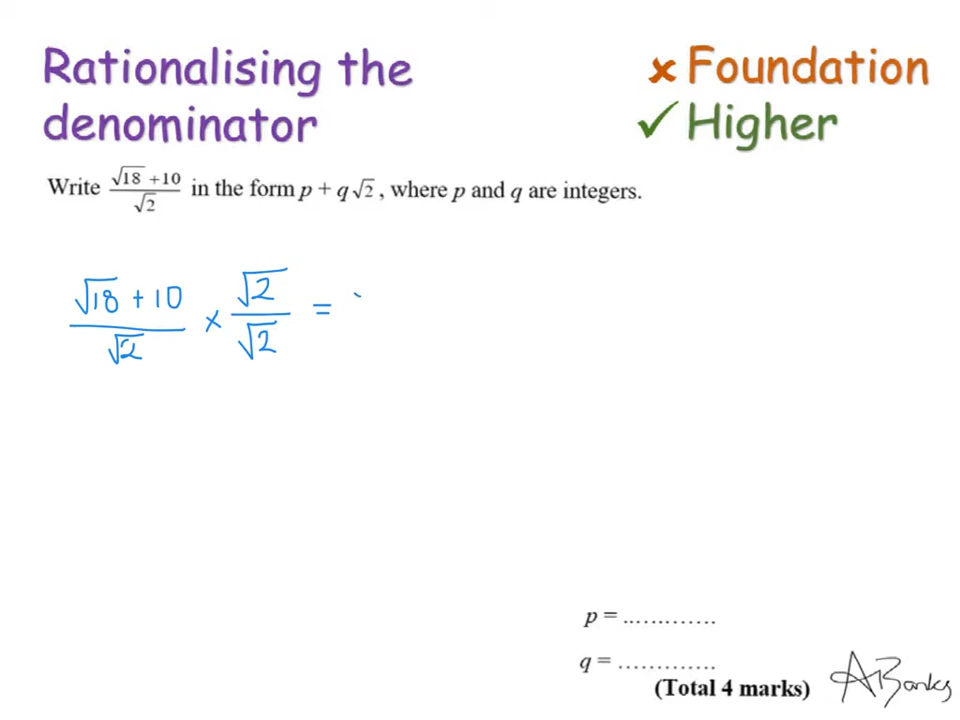 Rationalising the denominator
✗ Foundation
✓ Higher
Write (√18 + 10)/√2 in the form p + q√2, where p and q are integers.
(√18 + 10)/√2 × √2/√2 =
p = ..............
q = ..............
(Total 4 marks)
A Banks